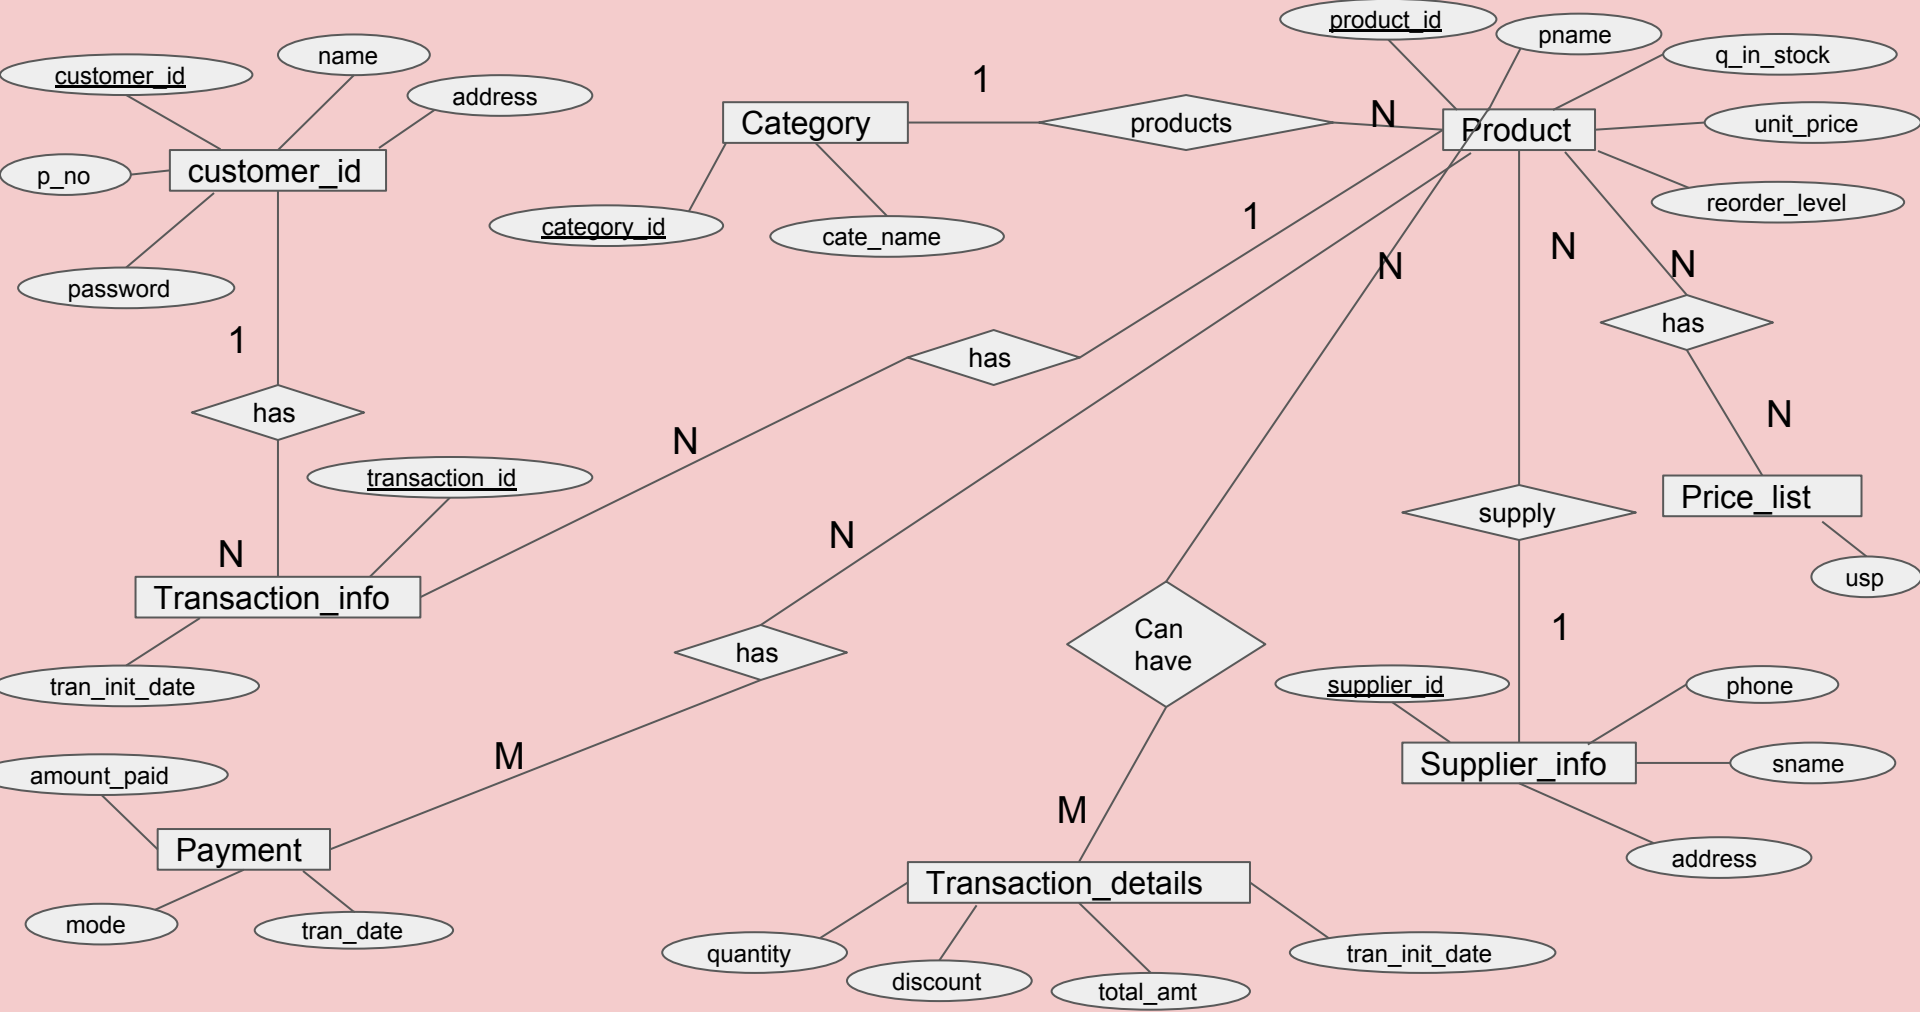 product_id
pname
name
q_in_stock
customer_id
address
1
N
Category
products
Product
unit_price
customer_id
p_no
reorder_level
1
category_id
cate_name
N
N
N
password
has
1
has
has
N
N
transaction_id
Price_list
supply
N
N
usp
Transaction_info
1
Can
have
has
tran_init_date
supplier_id
phone
M
Supplier_info
sname
amount_paid
M
Payment
address
Transaction_details
mode
tran_date
quantity
tran_init_date
discount
total_amt